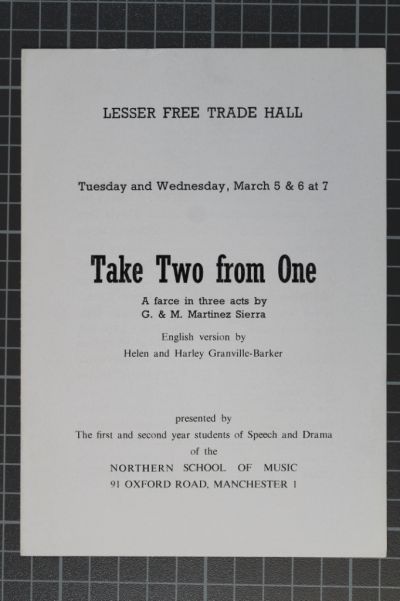 LESSER FREE TRADE HALL
Tuesday and Wednesday, March 5 & 6 at 7
Take Two from One
A farce in three acts by
G. & M. Martinez Sierra
English version by
Helen and Harley Granville-Barker
presented by
The first and second year students of Speech and Drama
of the
NORTHERN SCHOOL OF MUSIC
91 OXFORD ROAD, MANCHESTER 1